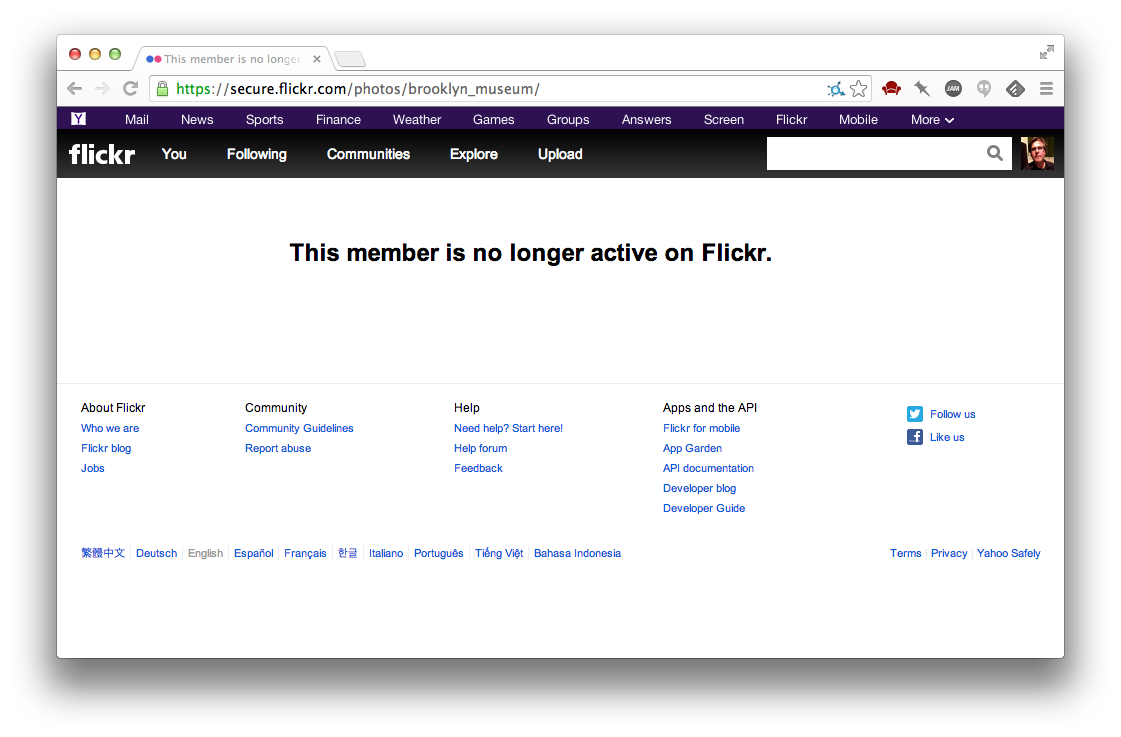 This member is no longer
https://secure.flickr.com/photos/brooklyn_museum/
JAM
Y Mail News Sports Finance Weather Games Groups Answers Screen Flickr Mobile More
flickr You Following Communities Explore Upload
This member is no longer active on Flickr.
About Flickr Community Help Apps and the API
Who we are Community Guidelines Need help? Start here! Flickr for mobile Follow us
Flickr blog Report abuse Help forum App Garden Like us
Jobs Feedback API documentation
Developer blog
Developer Guide
繁體中文 Deutsch English Español Français 한글 Italiano Português Tiếng Việt Bahasa Indonesia Terms Privacy Yahoo Safely